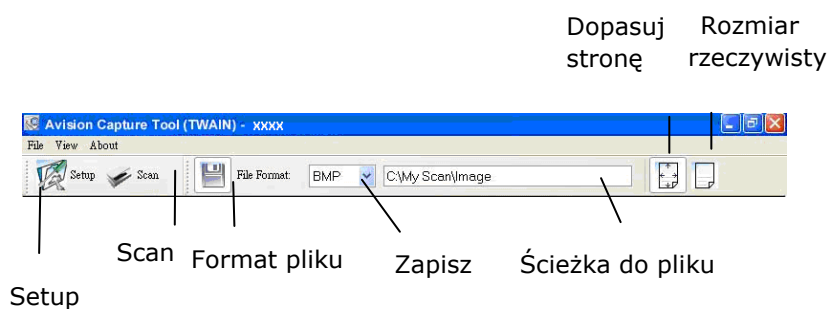 Dopasuj stronę
Rozmiar rzeczywisty
Avision Capture Tool (TWAIN) - xxxx
File View About
Setup Scan File Format: BMP C:\My Scan\Image
Scan Format pliku Zapisz Ścieżka do pliku
Setup